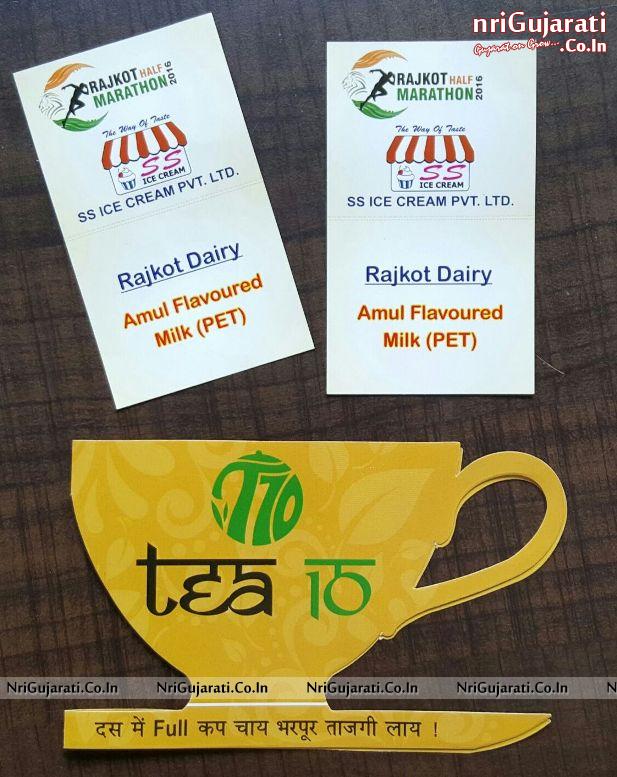 nriGujarati
Gujarat on Grow....
.Co.In
RAJKOT HALF
MARATHON 2016
The Way Of Taste
SS
ICE CREAM
SS ICE CREAM PVT. LTD.
Rajkot Dairy
Amul Flavoured
Milk (PET)
RAJKOT HALF
MARATHON 2016
The Way Of Taste
SS
ICE CREAM
SS ICE CREAM PVT. LTD.
Rajkot Dairy
Amul Flavoured
Milk (PET)
T10
tea 10
NriGujarati.Co.In NriGujarati.Co.In NriGujarati.Co.In NriGujarati.Co.In
दस में Full कप चाय भरपूर ताजगी लाय !